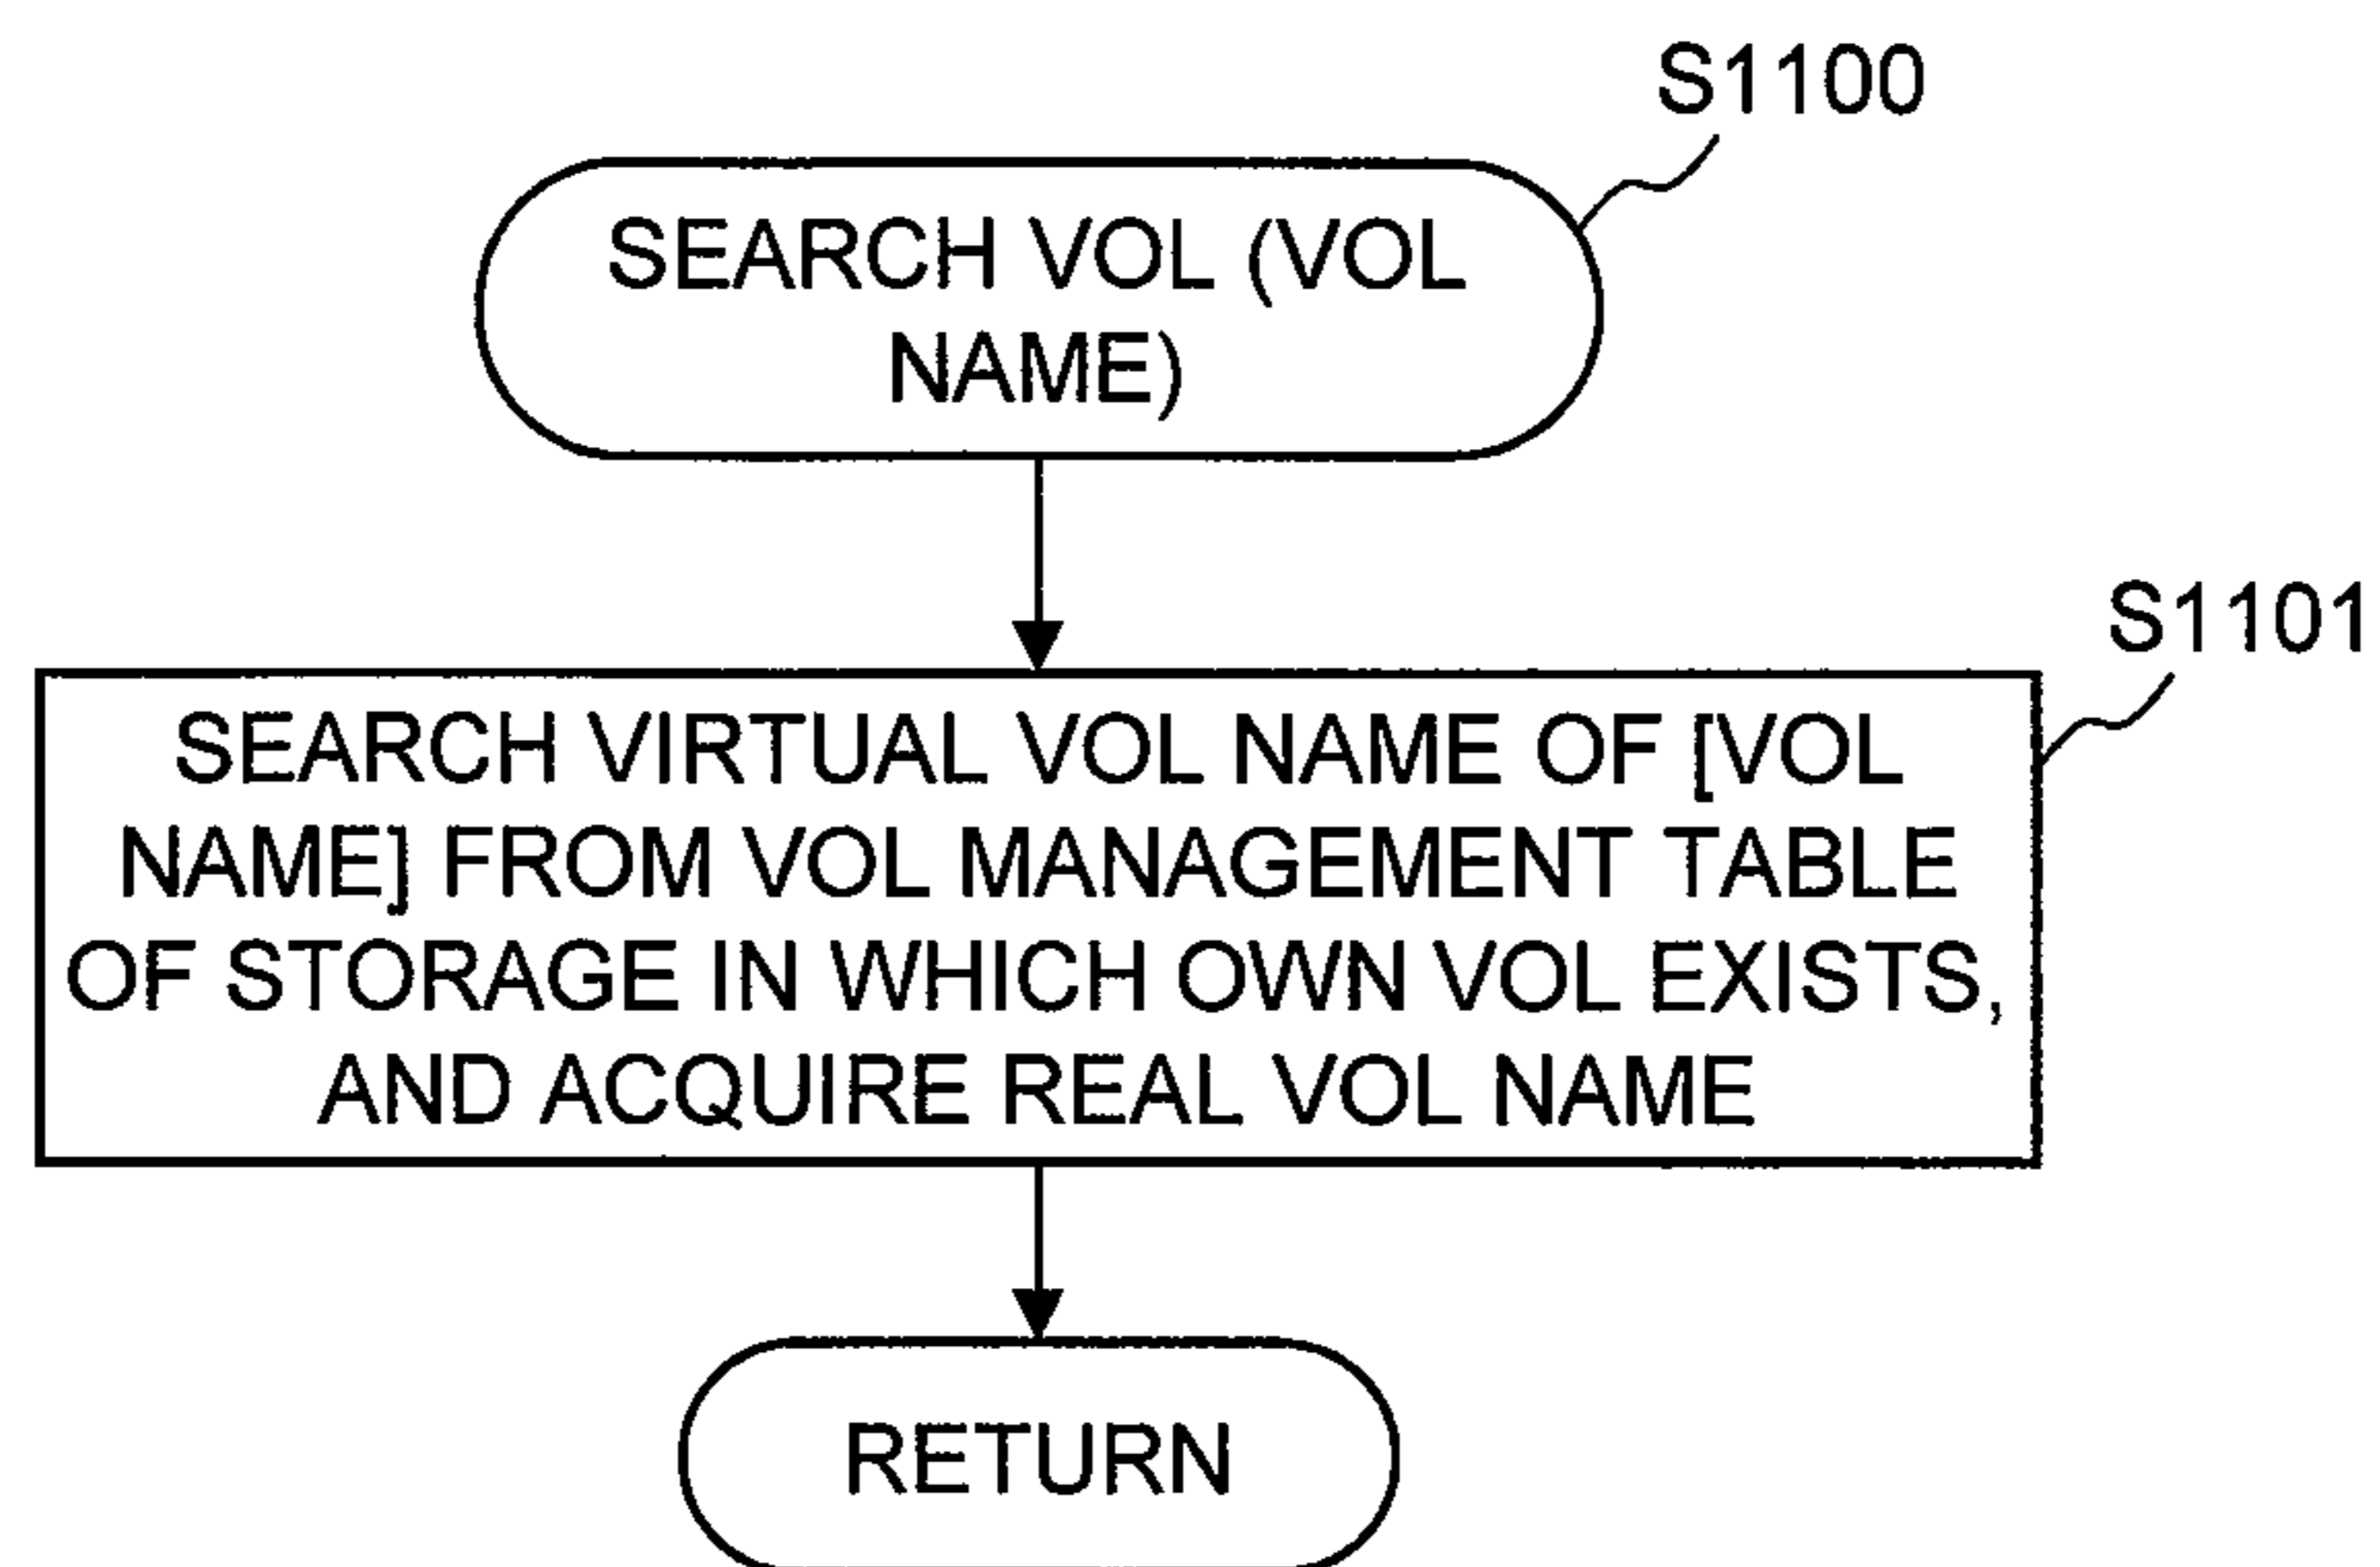 S1100
SEARCH VOL (VOL
NAME)
S1101
SEARCH VIRTUAL VOL NAME OF [VOL
NAME] FROM VOL MANAGEMENT TABLE
OF STORAGE IN WHICH OWN VOL EXISTS,
AND ACQUIRE REAL VOL NAME
RETURN